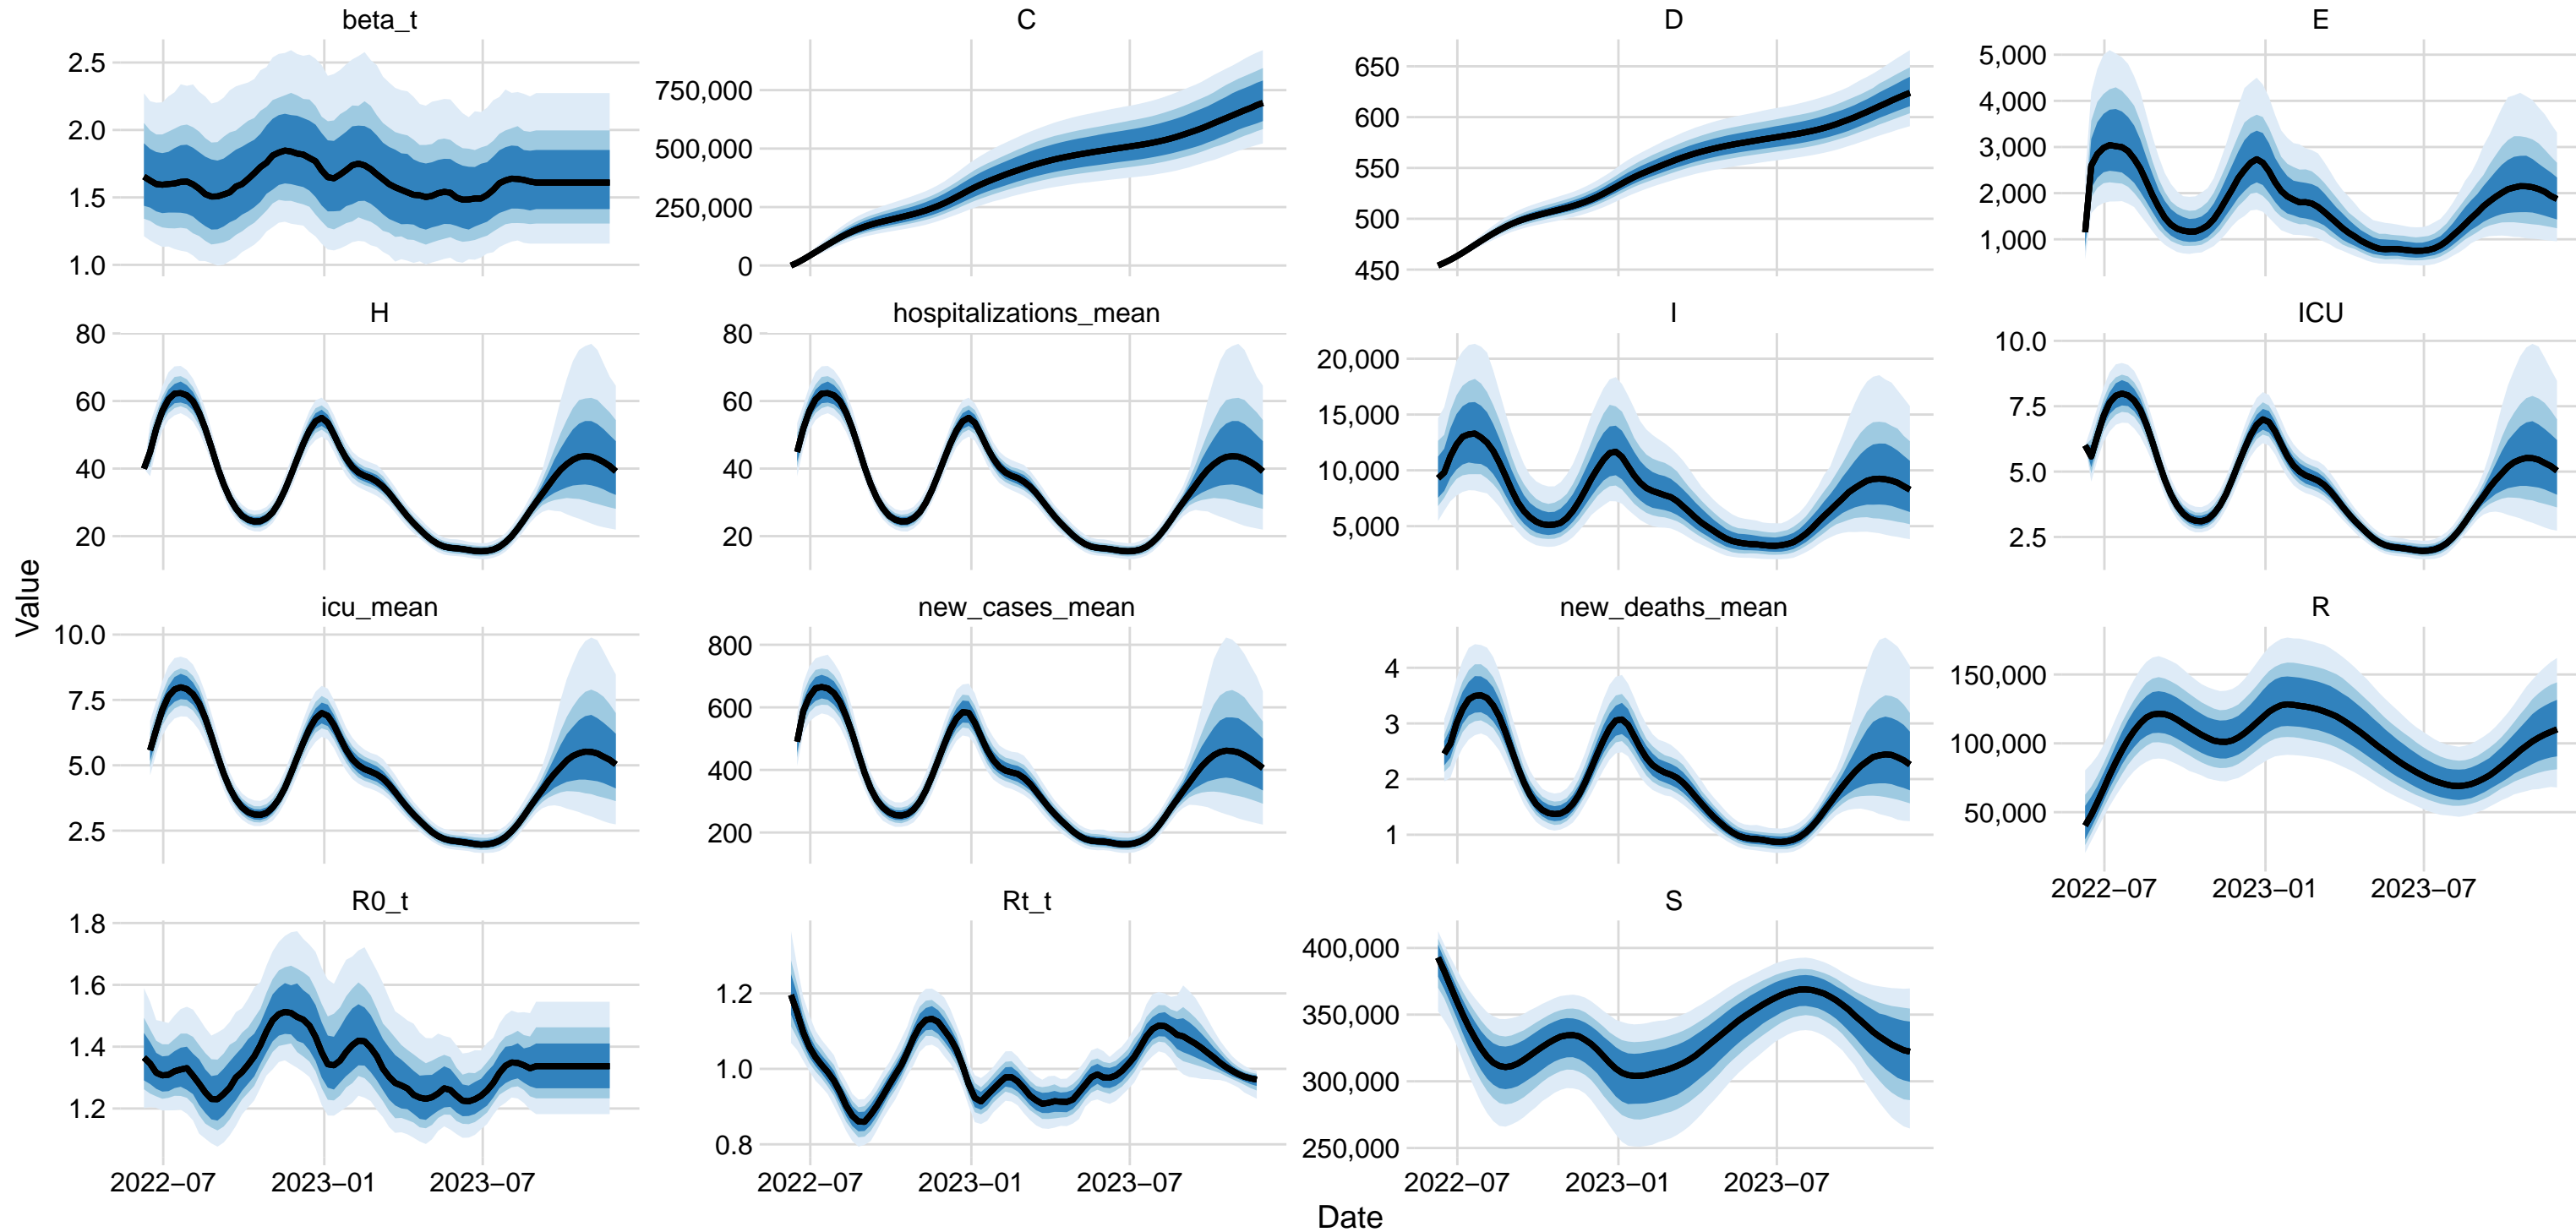 beta_t
C
D
E
2.5
2.0
1.5
1.0
750,000
500,000
250,000
0
650
600
550
500
450
5,000
4,000
3,000
2,000
1,000
H
hospitalizations_mean
I
ICU
80
60
40
20
80
60
40
20
20,000
15,000
10,000
5,000
10.0
7.5
5.0
2.5
Value
icu_mean
new_cases_mean
new_deaths_mean
R
10.0
7.5
5.0
2.5
800
600
400
200
4
3
2
1
150,000
100,000
50,000
2022−07 2023−01 2023−07
R0_t
Rt_t
S
1.8
1.6
1.4
1.2
1.2
1.0
0.8
400,000
350,000
300,000
250,000
2022−07 2023−01 2023−07
2022−07 2023−01 2023−07
2022−07 2023−01 2023−07
Date